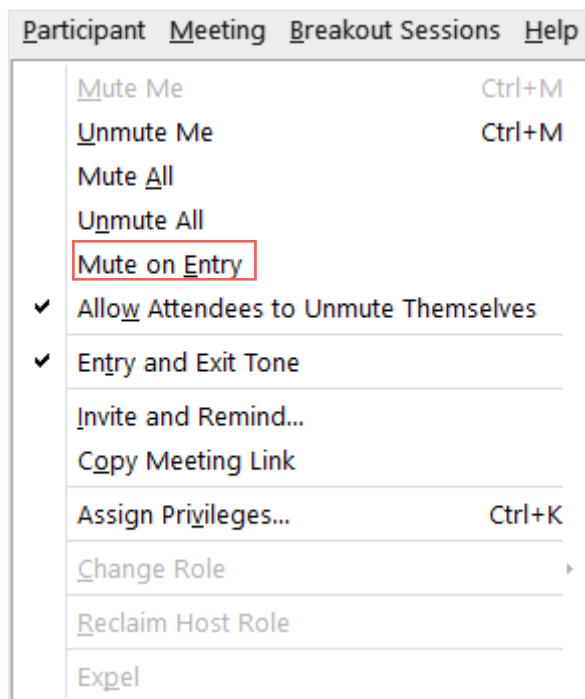 Participant Meeting Breakout Sessions Help
Mute Me Ctrl+M
Unmute Me Ctrl+M
Mute All
Unmute All
Mute on Entry
Allow Attendees to Unmute Themselves
Entry and Exit Tone
Invite and Remind...
Copy Meeting Link
Assign Privileges... Ctrl+K
Change Role
Reclaim Host Role
Expel